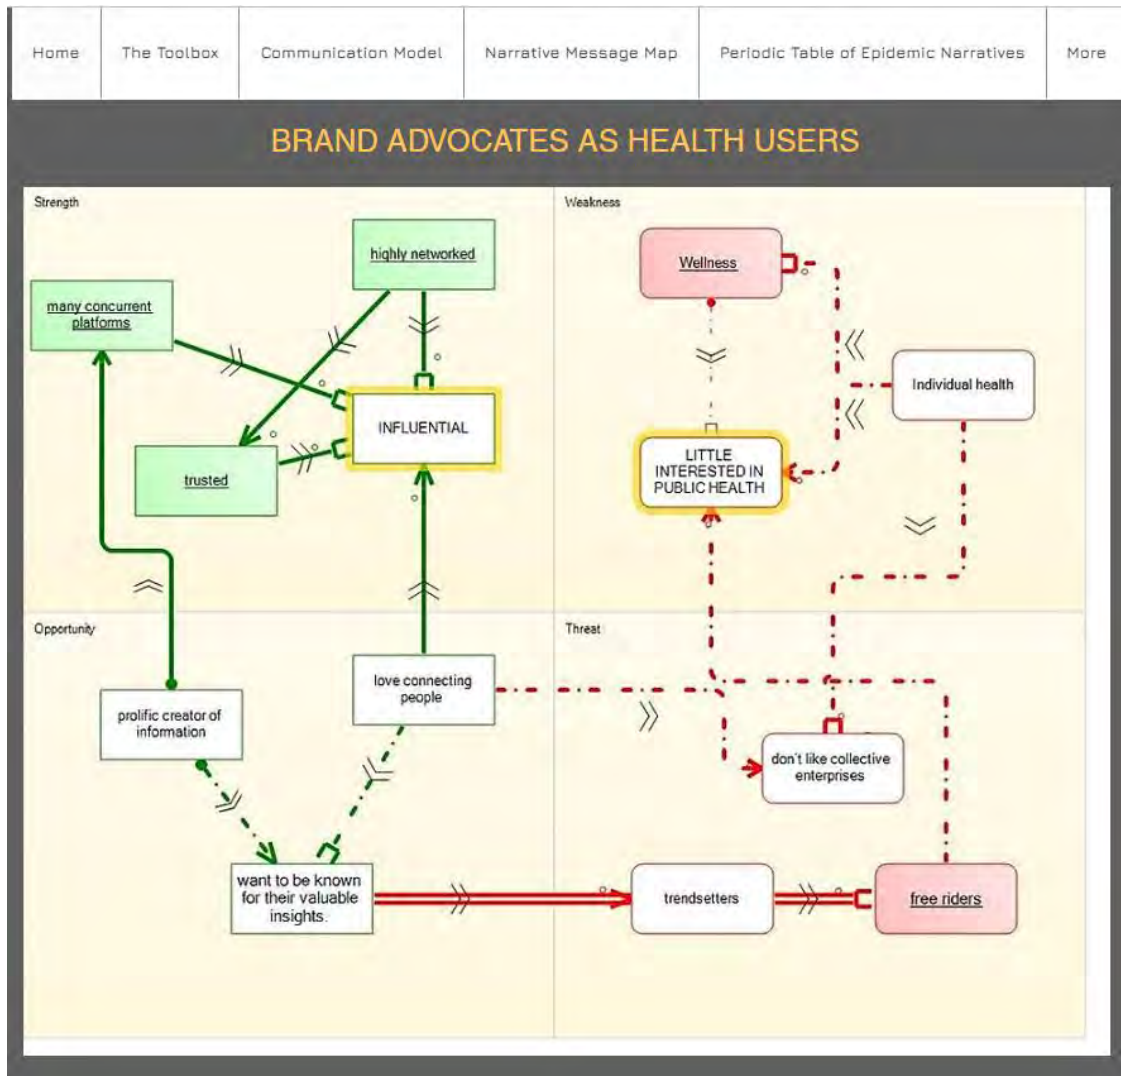 Home
The Toolbox
Communication Model
Narrative Message Map
Periodic Table of Epidemic Narratives
More
BRAND ADVOCATES AS HEALTH USERS
Strength
highly networked
many concurrent
platforms
INFLUENTIAL
trusted
Weakness
Wellness
Individual health
LITTLE
INTERESTED IN
PUBLIC HEALTH
Opportunity
love connecting
people
prolific creator of
information
want to be known
for their valuable
insights.
Threat
don´t like collective
enterprises
trendsetters
free riders